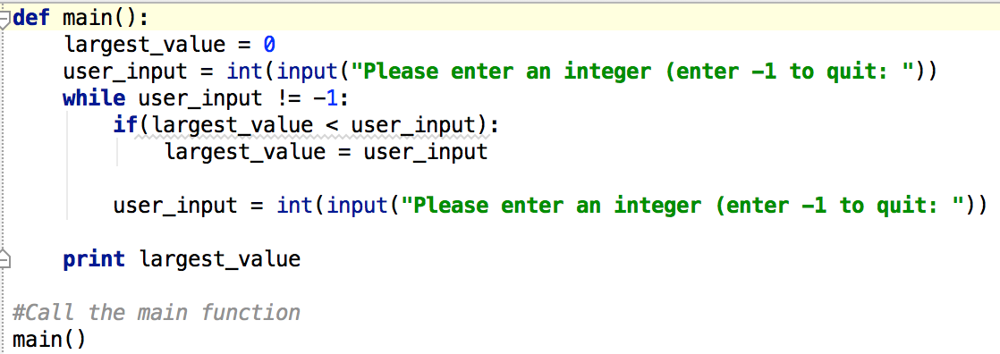 def main():
    largest_value = 0
    user_input = int(input("Please enter an integer (enter -1 to quit: "))
    while user_input != -1:
        if(largest_value < user_input):
            largest_value = user_input

        user_input = int(input("Please enter an integer (enter -1 to quit: "))

    print largest_value

#Call the main function
main()